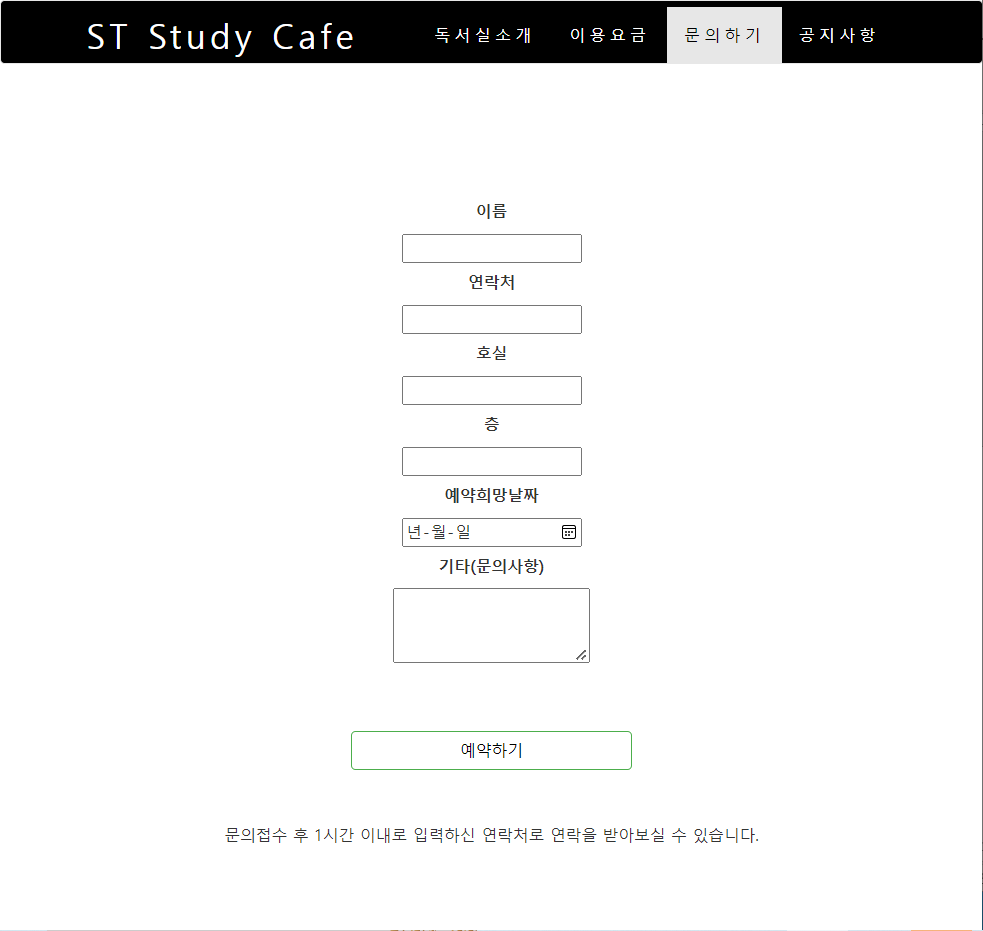 ST Study Cafe 독서실소개 이용요금 문의하기 공지사항
이름
연락처
호실
층
예약희망날짜
년-월-일
기타(문의사항)
예약하기
문의접수 후 1시간 이내로 입력하신 연락처로 연락을 받아보실 수 있습니다.